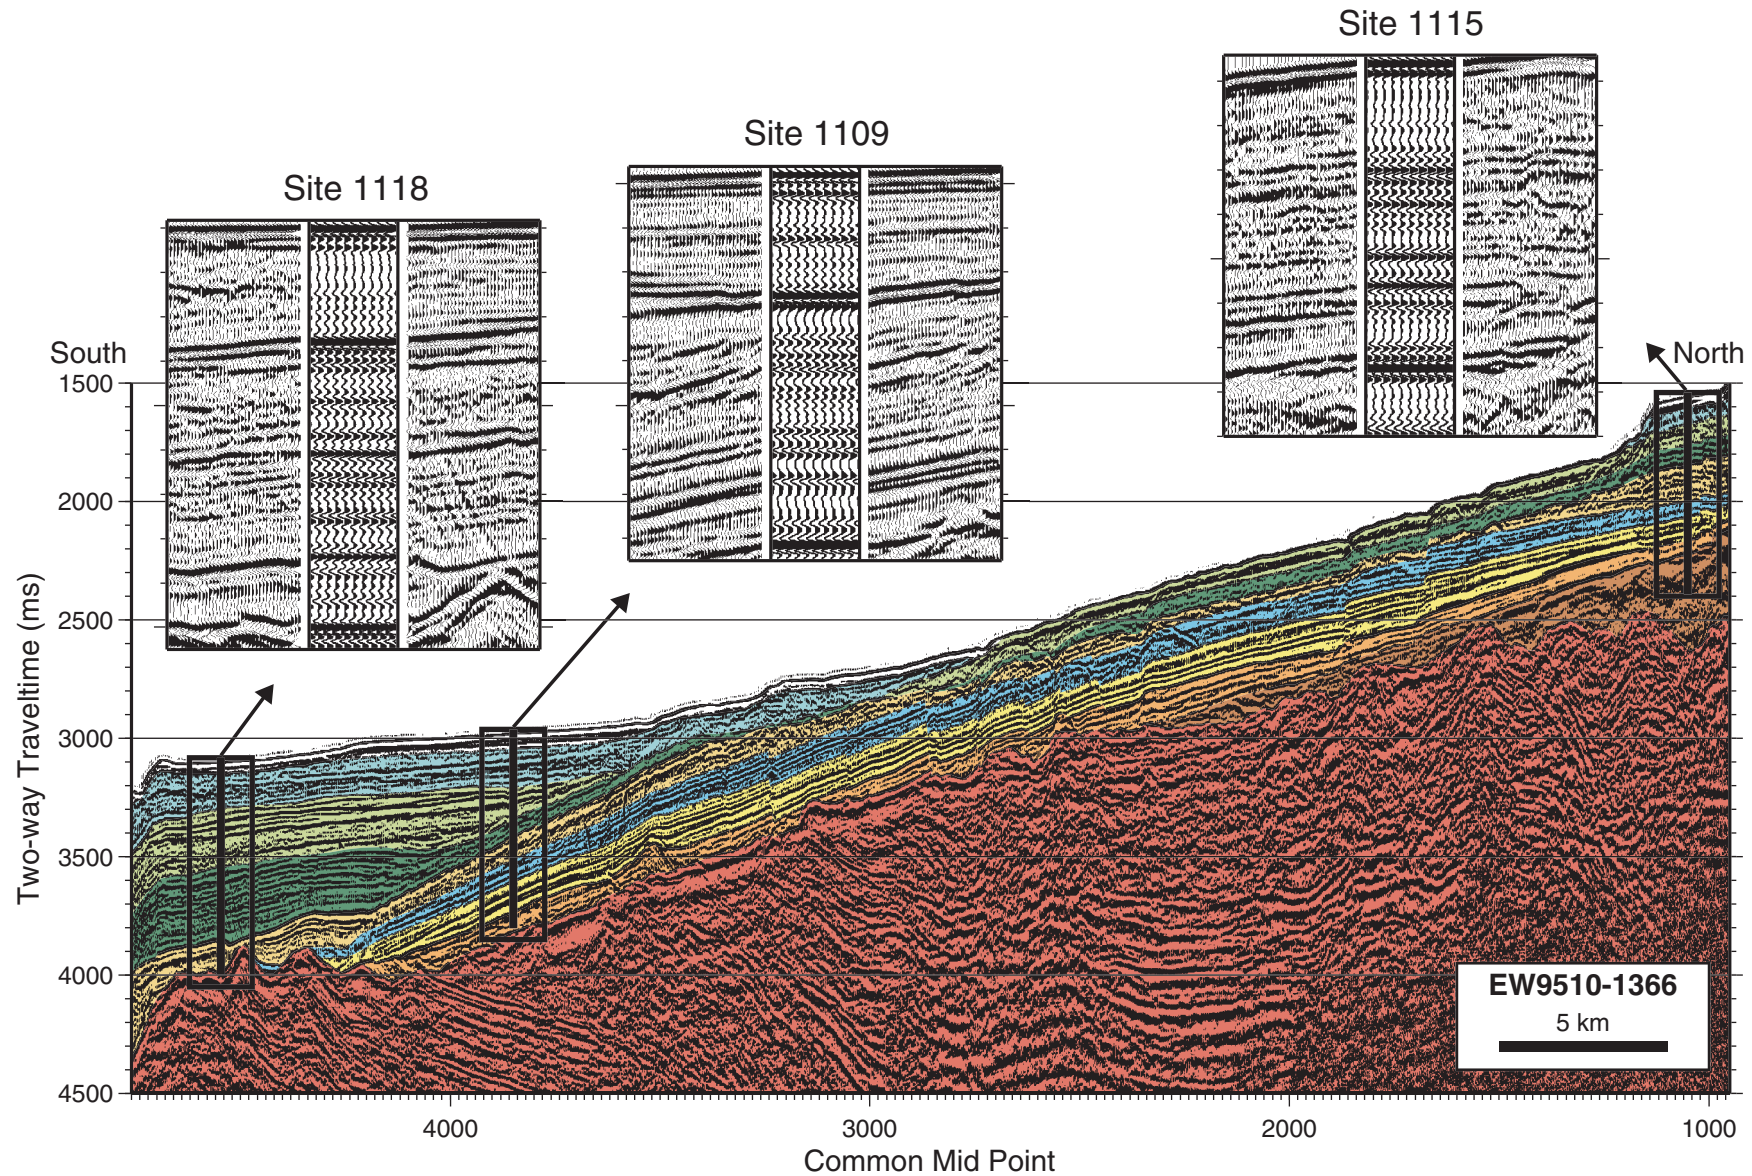 Site 1115
Site 1109
Site 1118
South
North
1500
2000
2500
3000
3500
4000
4500
Two-way Traveltime (ms)
EW9510-1366
5 km
4000
3000
2000
1000
Common Mid Point